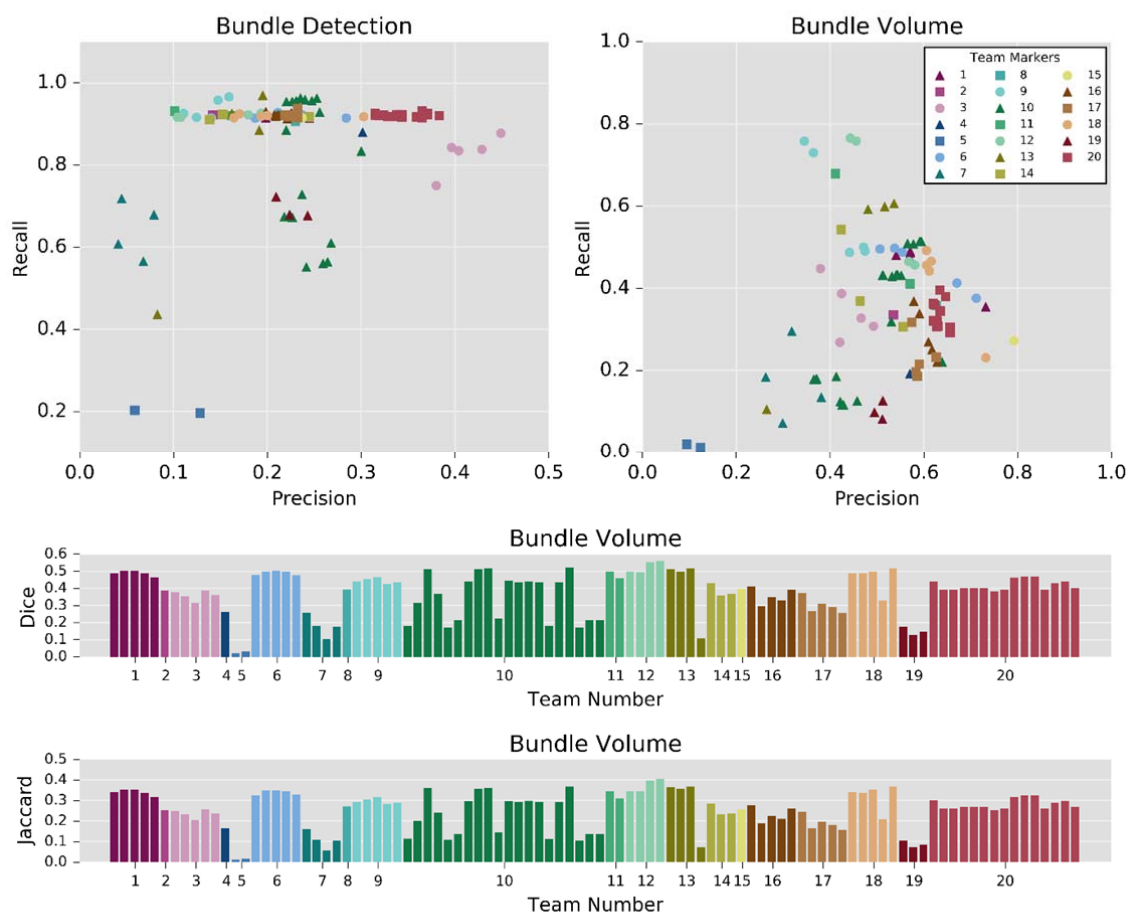 Bundle Detection
1.0
0.8
0.6
0.4
0.2
Recall
0.0 0.1 0.2 0.3 0.4 0.5
Precision
Bundle Volume
1.0
0.8
0.6
0.4
0.2
0.0
Recall
0.0 0.2 0.4 0.6 0.8 1.0
Precision
Team Markers
1 8 15
2 9 16
3 10 17
4 11 18
5 12 19
6 13 20
7 14
Bundle Volume
0.6
0.5
0.4
0.3
0.2
0.1
0.0
Dice
1 2 3 4 5 6 7 8 9 10 11 12 13 14 15 16 17 18 19 20
Team Number
Bundle Volume
0.5
0.4
0.3
0.2
0.1
0.0
Jaccard
1 2 3 4 5 6 7 8 9 10 11 12 13 14 15 16 17 18 19 20
Team Number